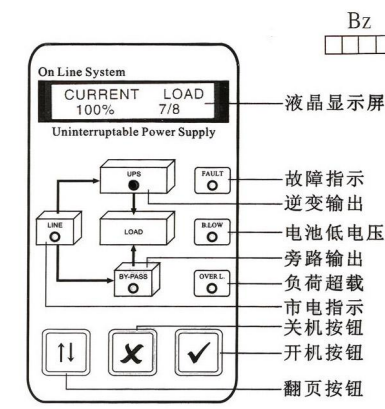 Bz
On Line System
CURRENT LOAD
100% 7/8
液晶显示屏
Uninterruptable Power Supply
UPS
FAULT
故障指示
逆变输出
LINE
LOAD
B.LOW
电池低电压
旁路输出
BY-PASS
OVER L.
负荷超载
市电指示
关机按钮
开机按钮
翻页按钮